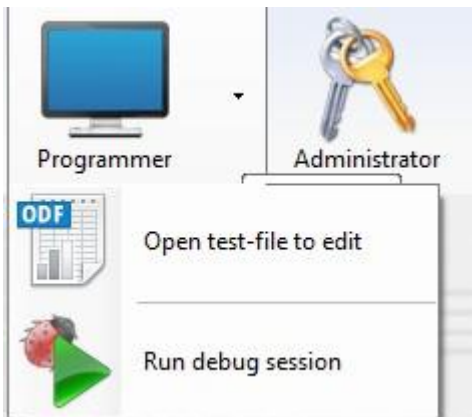 Programmer
Administrator
ODF
Open test-file to edit
Run debug session